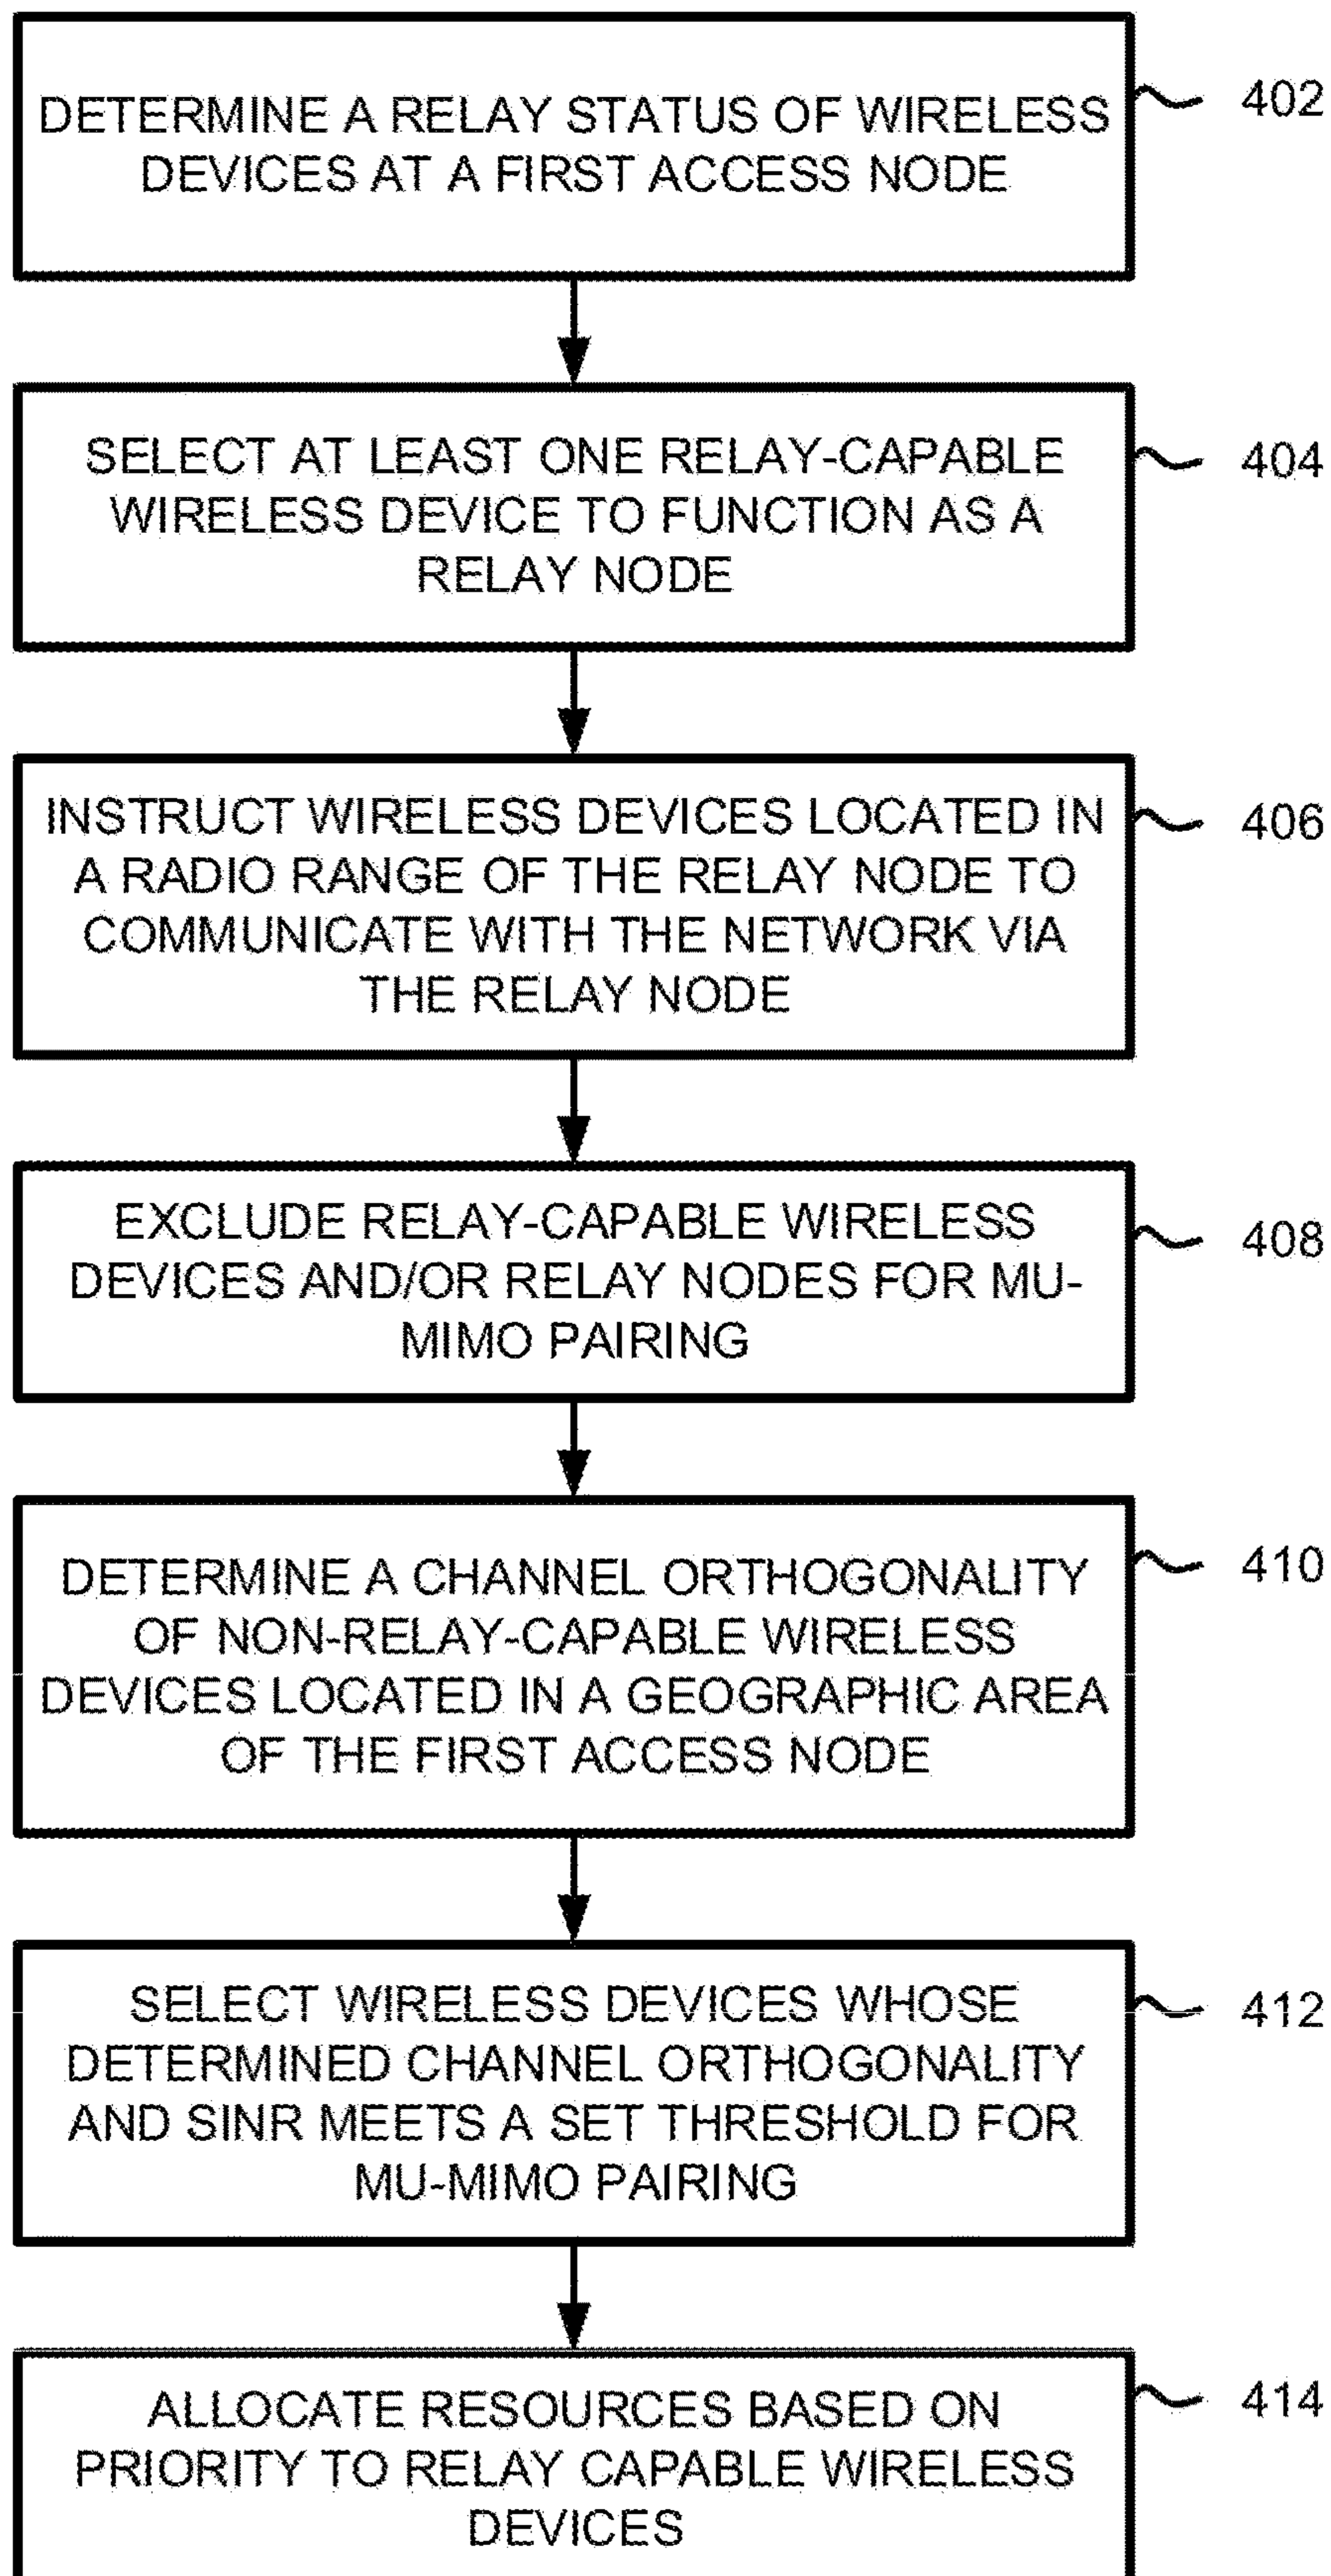 DETERMINE A RELAY STATUS OF WIRELESS
DEVICES AT A FIRST ACCESS NODE
402
SELECT AT LEAST ONE RELAY-CAPABLE
WIRELESS DEVICE TO FUNCTION AS A
RELAY NODE
404
INSTRUCT WIRELESS DEVICES LOCATED IN
A RADIO RANGE OF THE RELAY NODE TO
COMMUNICATE WITH THE NETWORK VIA
THE RELAY NODE
406
EXCLUDE RELAY-CAPABLE WIRELESS
DEVICES AND/OR RELAY NODES FOR MU-
MIMO PAIRING
408
DETERMINE A CHANNEL ORTHOGONALITY
OF NON-RELAY-CAPABLE WIRELESS
DEVICES LOCATED IN A GEOGRAPHIC AREA
OF THE FIRST ACCESS NODE
410
SELECT WIRELESS DEVICES WHOSE
DETERMINED CHANNEL ORTHOGONALITY
AND SINR MEETS A SET THRESHOLD FOR
MU-MIMO PAIRING
412
ALLOCATE RESOURCES BASED ON
PRIORITY TO RELAY CAPABLE WIRELESS
DEVICES
414